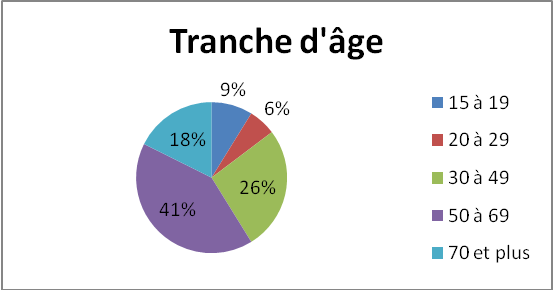 Tranche d'âge
9%
6%
26%
41%
18%
15 à 19
20 à 29
30 à 49
50 à 69
70 et plus